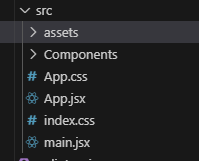 src
assets
Components
# App.css
App.jsx
# index.css
main.jsx